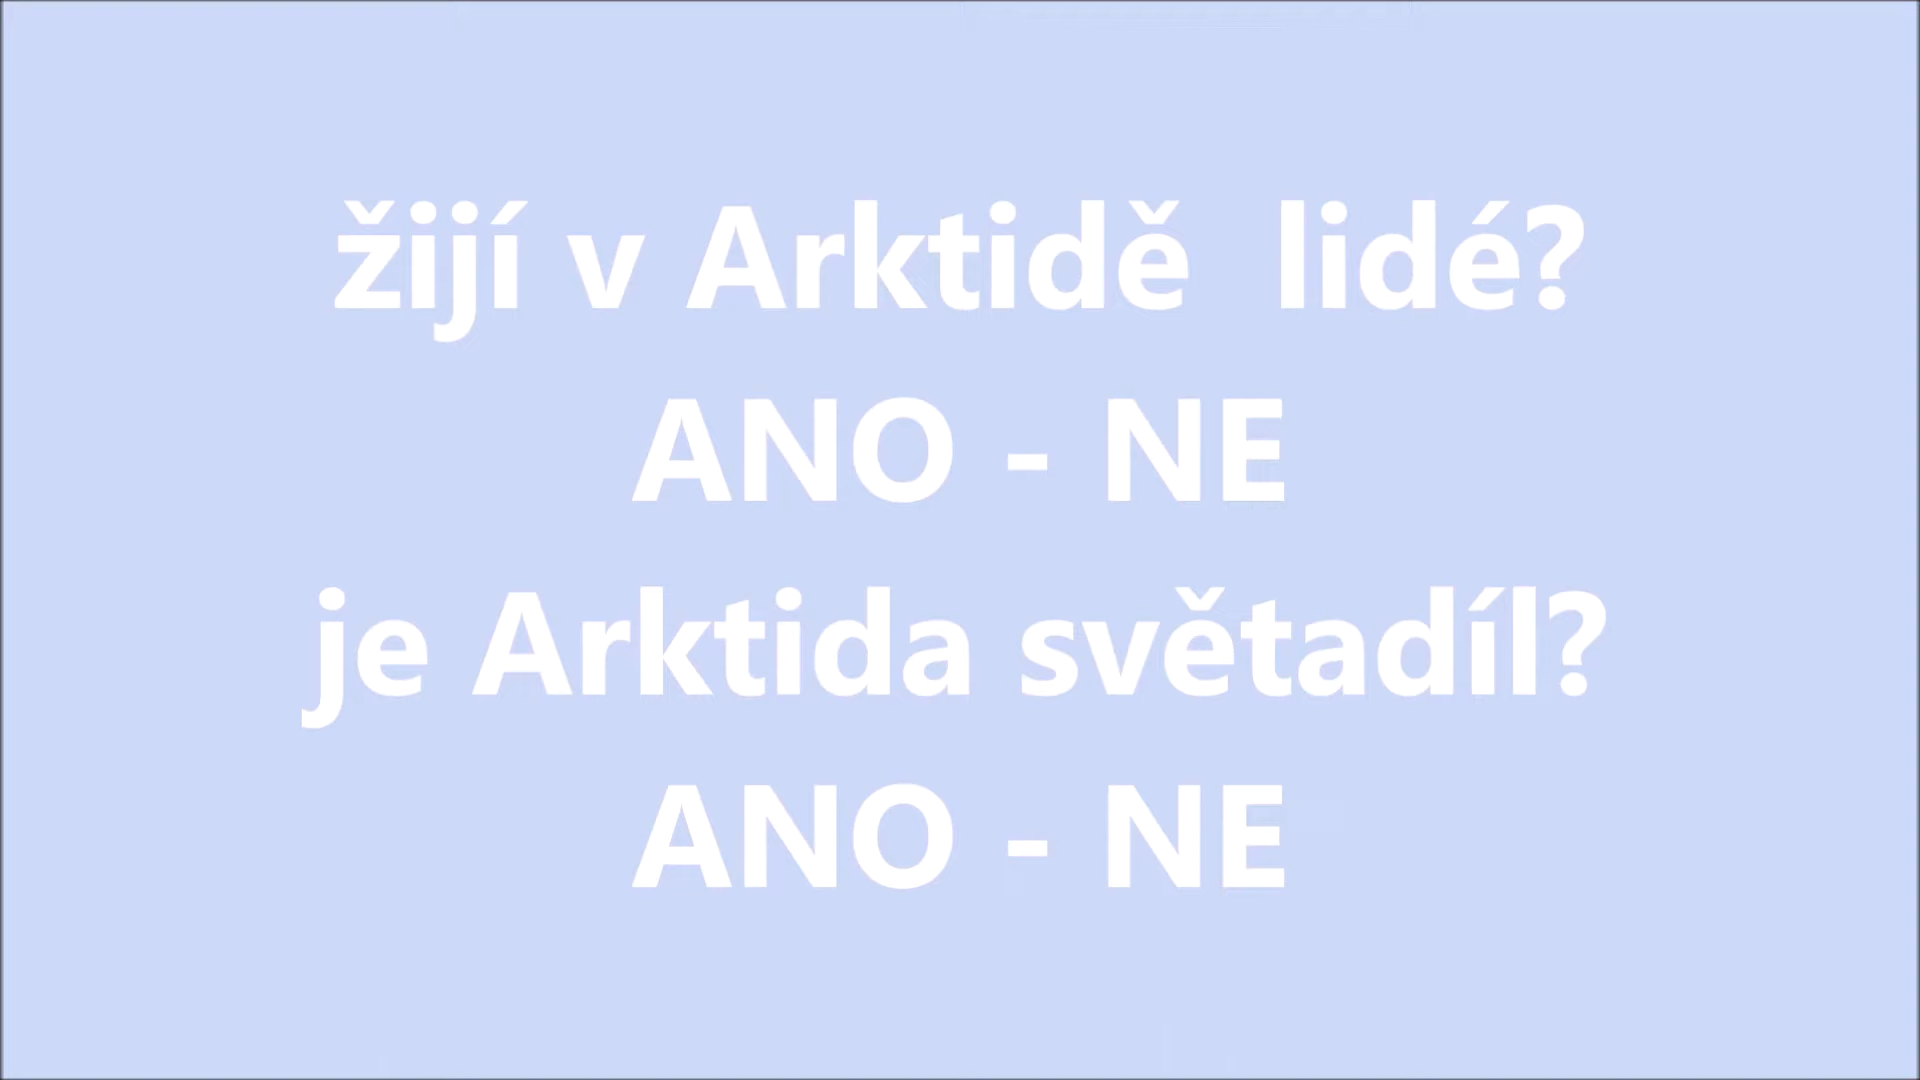 žijí v Arktidě  lidé?
ANO - NE
je Arktida světadíl?
ANO - NE